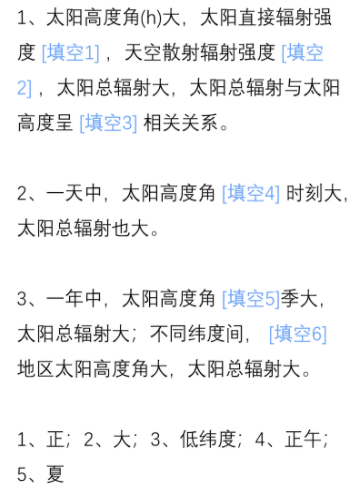 1、太阳高度角(h)大，太阳直接辐射强
度 [填空1] ，天空散射辐射强度 [填空
2] ，太阳总辐射大，太阳总辐射与太阳
高度呈 [填空3] 相关关系。
2、一天中，太阳高度角 [填空4] 时刻大，
太阳总辐射也大。
3、一年中，太阳高度角 [填空5]季大，
太阳总辐射大；不同纬度间， [填空6]
地区太阳高度角大，太阳总辐射大。
1、正；2、大；3、低纬度；4、正午；
5、夏